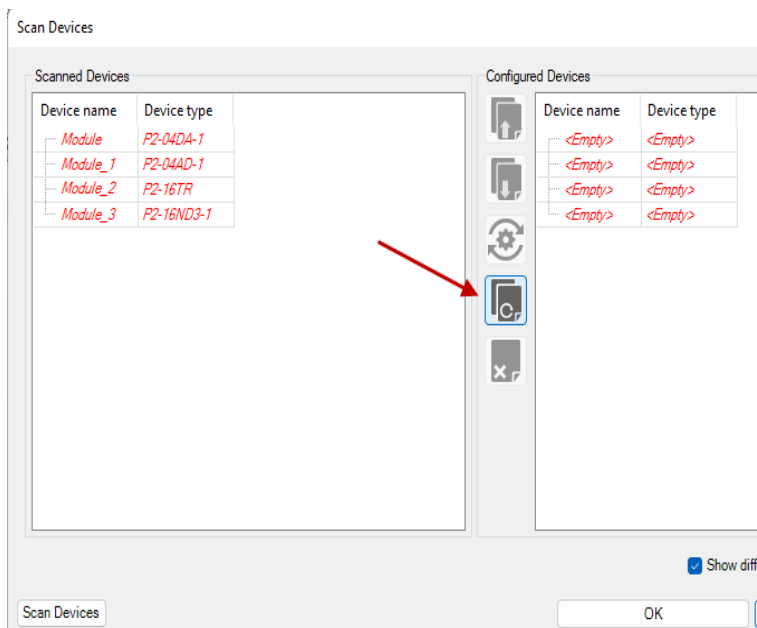 Scan Devices
Scanned Devices
Device name Device type
Module P2-04DA-1
Module_1 P2-04AD-1
Module_2 P2-16TR
Module_3 P2-16ND3-1
Configured Devices
Device name Device type
<Empty> <Empty>
<Empty> <Empty>
<Empty> <Empty>
<Empty> <Empty>
Show diff
Scan Devices
OK